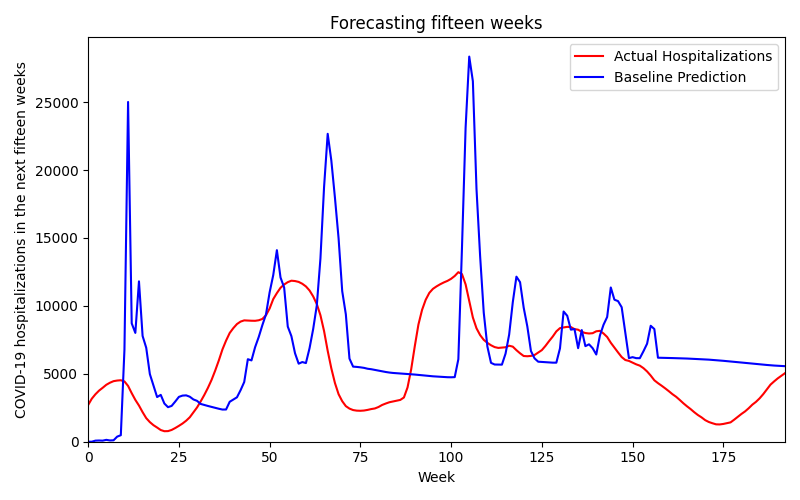 Forecasting fifteen weeks
Actual Hospitalizations
Baseline Prediction
COVID-19 hospitalizations in the next fifteen weeks
25000
20000
15000
10000
5000
0
0 25 50 75 100 125 150 175
Week